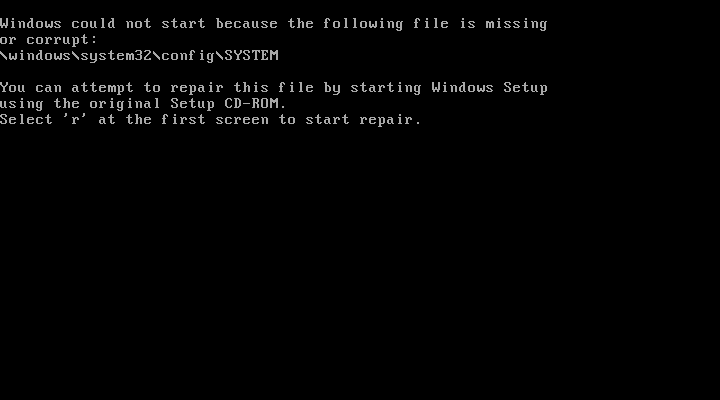 Windows could not start because the following file is missing
or corrupt:
\windows\system32\config\SYSTEM
You can attempt to repair this file by starting Windows Setup
using the original Setup CD-ROM.
Select 'r' at the first screen to start repair.